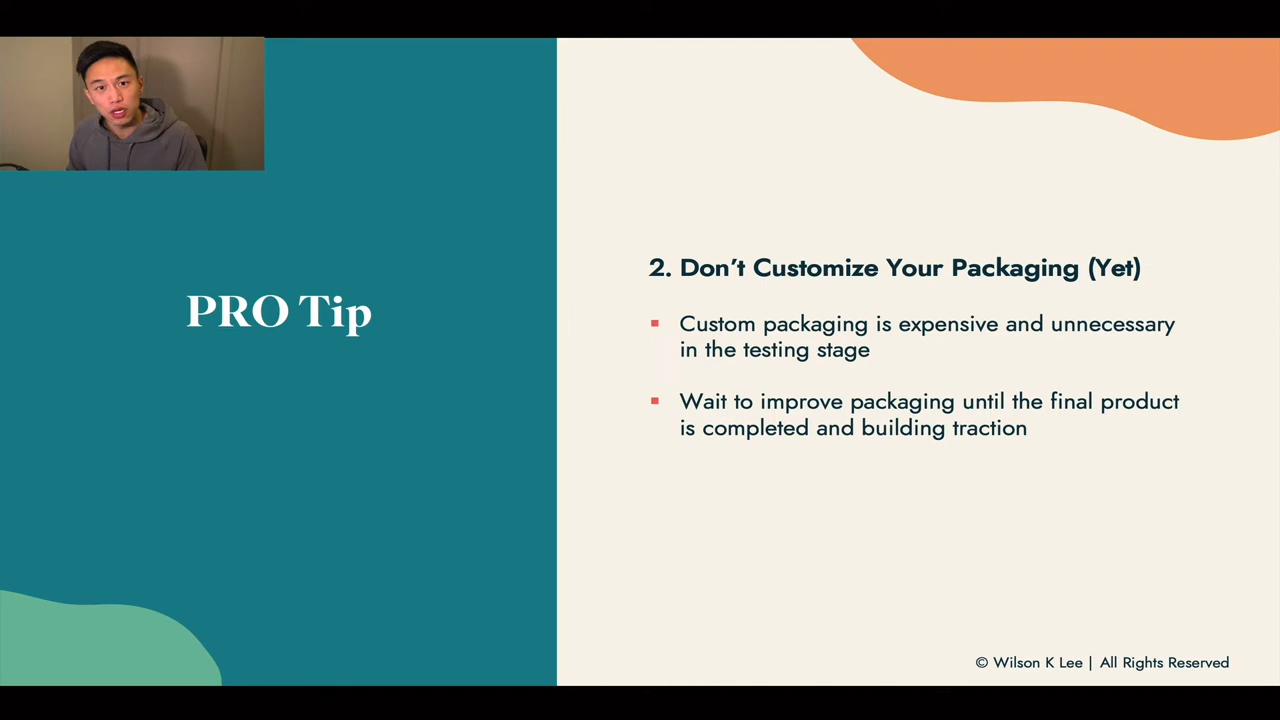 PRO Tip
2. Don’t Customize Your Packaging (Yet)
▪ Custom packaging is expensive and unnecessary
in the testing stage
▪ Wait to improve packaging until the final product
is completed and building traction
© Wilson K Lee | All Rights Reserved